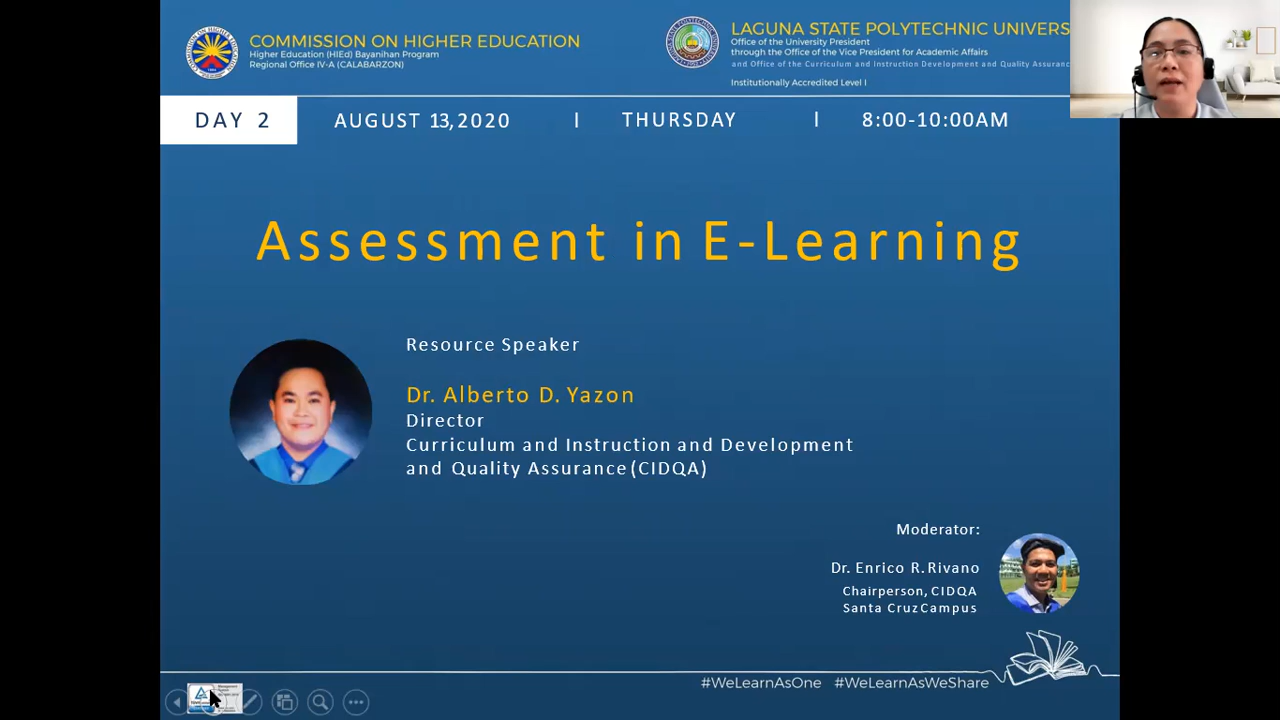 COMMISSION ON HIGHER EDUCATION
Higher Education (HIEd) Bayanihan Program
Regional Office IV-A (CALABARZON)
LAGUNA STATE POLYTECHNIC UNIVERS
Office of the University President
through the Office of the Vice President for Academic Affairs
and Office of the Curriculum and Instruction Development and Quality Assuranc
Institutionally Accredited Level I
DAY 2 AUGUST 13,2020 | THURSDAY | 8:00-10:00AM
Assessment in E-Learning
Resource Speaker
Dr. Alberto D. Yazon
Director
Curriculum and Instruction and Development
and Quality Assurance (CIDQA)
Moderator:
Dr. Enrico R. Rivano
Chairperson, CIDQA
Santa Cruz Campus
#WeLearnAsOne #WeLearnAsWeShare